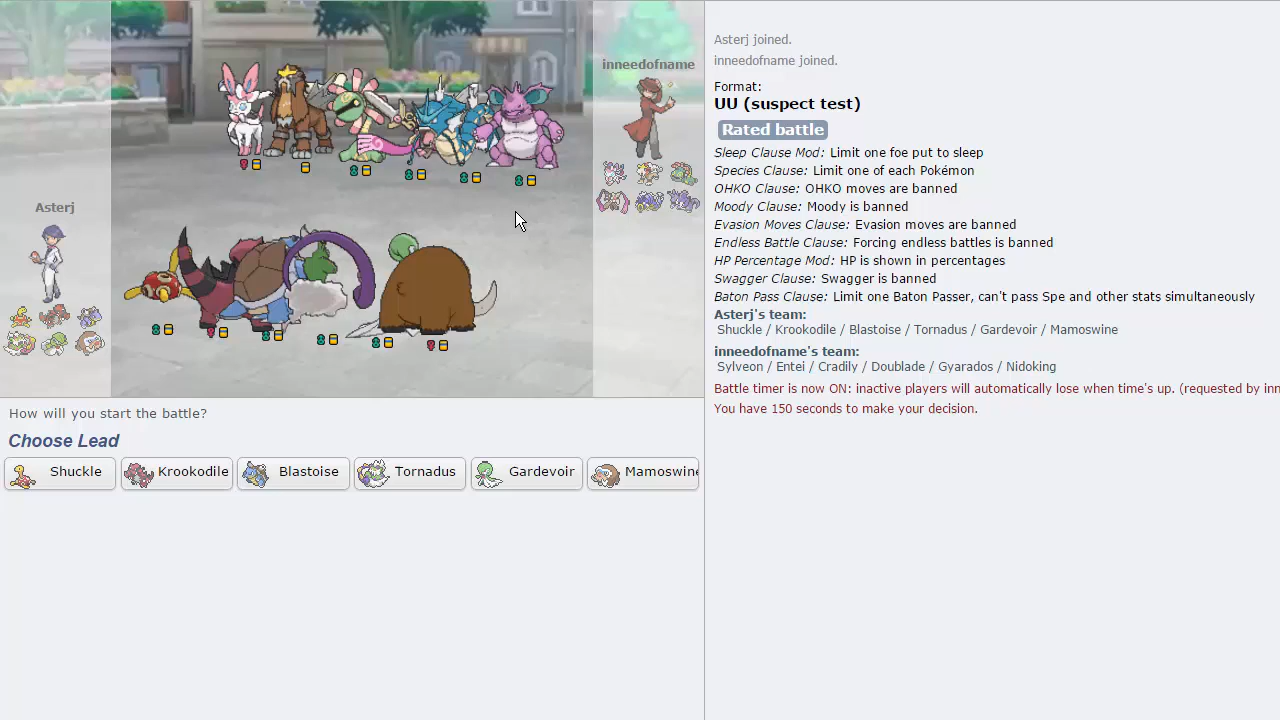 Asterj joined.
inneedofname joined.
Format:
UU (suspect test)
Rated battle
Sleep Clause Mod: Limit one foe put to sleep
Species Clause: Limit one of each Pokémon
OHKO Clause: OHKO moves are banned
Moody Clause: Moody is banned
Evasion Moves Clause: Evasion moves are banned
Endless Battle Clause: Forcing endless battles is banned
HP Percentage Mod: HP is shown in percentages
Swagger Clause: Swagger is banned
Baton Pass Clause: Limit one Baton Passer, can't pass Spe and other stats simultaneously
Asterj's team:
Shuckle / Krookodile / Blastoise / Tornadus / Gardevoir / Mamoswine
inneedofname's team:
Sylveon / Entei / Cradily / Doublade / Gyarados / Nidoking
Battle timer is now ON: inactive players will automatically lose when time's up. (requested by inn
You have 150 seconds to make your decision.
inneedofname
Asterj
How will you start the battle?
Choose Lead
Shuckle Krookodile Blastoise Tornadus Gardevoir Mamoswine